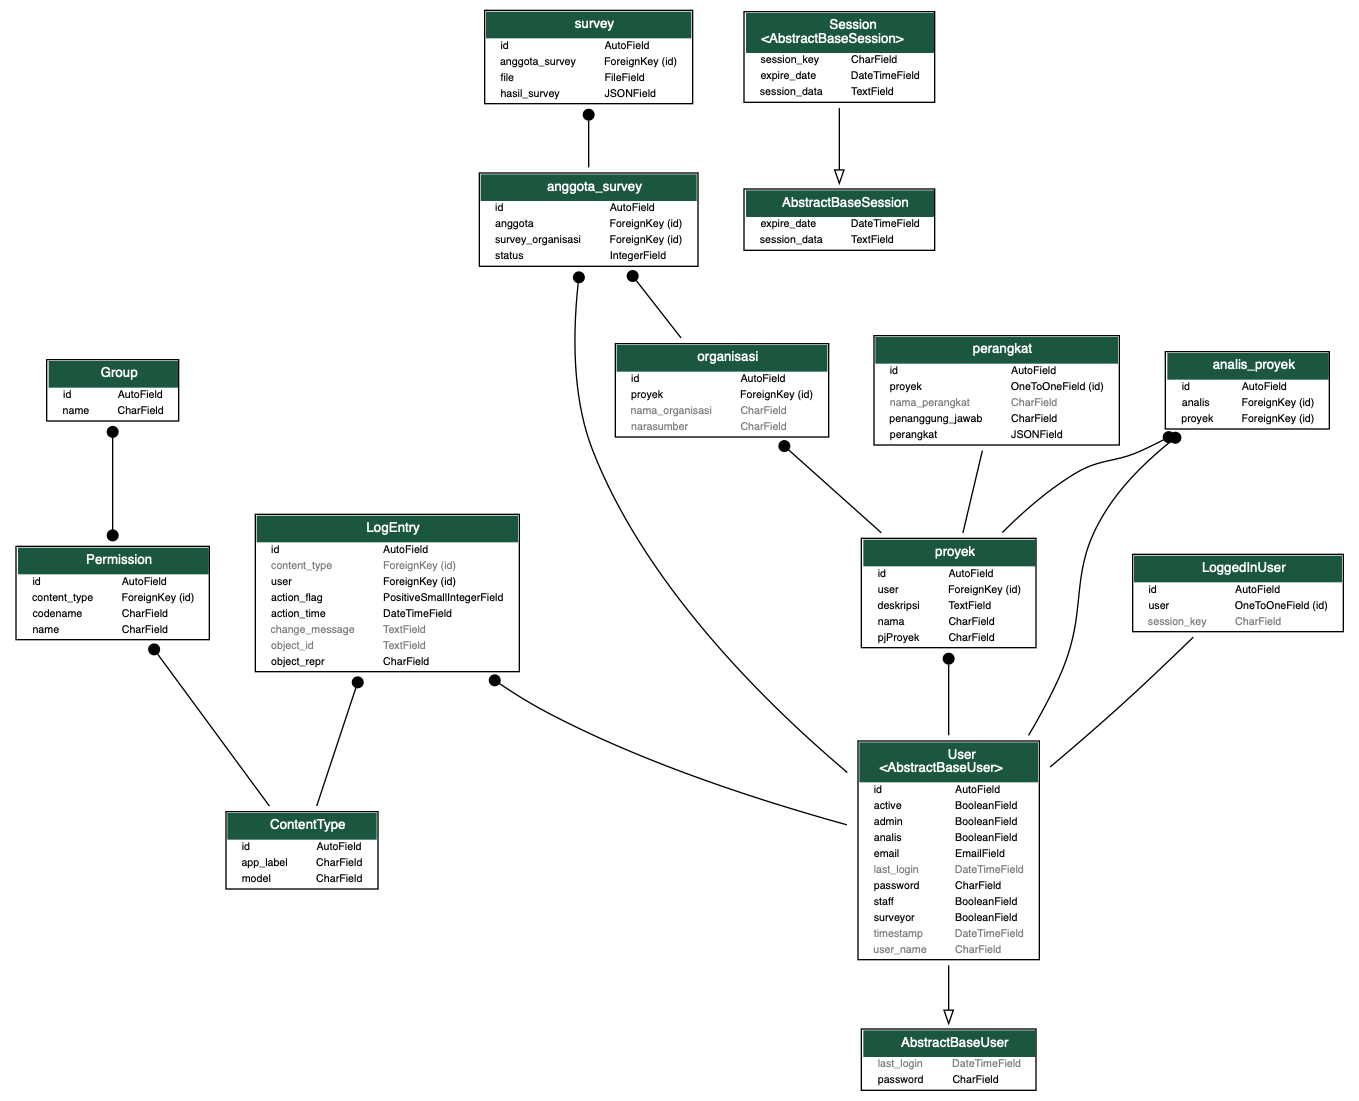 survey
id AutoField
anggota_survey ForeignKey (id)
file FileField
hasil_survey JSONField
Session
<AbstractBaseSession>
session_key CharField
expire_date DateTimeField
session_data TextField
anggota_survey
id AutoField
anggota ForeignKey (id)
survey_organisasi ForeignKey (id)
status IntegerField
AbstractBaseSession
expire_date DateTimeField
session_data TextField
organisasi
id AutoField
proyek ForeignKey (id)
nama_organisasi CharField
narasumber CharField
perangkat
id AutoField
proyek OneToOneField (id)
nama_perangkat CharField
penanggung_jawab CharField
perangkat JSONField
analis_proyek
id AutoField
analis ForeignKey (id)
proyek ForeignKey (id)
Group
id AutoField
name CharField
Permission
id AutoField
content_type ForeignKey (id)
codename CharField
name CharField
LogEntry
id AutoField
content_type ForeignKey (id)
user ForeignKey (id)
action_flag PositiveSmallIntegerField
action_time DateTimeField
change_message TextField
object_id TextField
object_repr CharField
proyek
id AutoField
user ForeignKey (id)
deskripsi TextField
nama CharField
pjProyek CharField
LoggedInUser
id AutoField
user OneToOneField (id)
session_key CharField
ContentType
id AutoField
app_label CharField
model CharField
User
<AbstractBaseUser>
id AutoField
active BooleanField
admin BooleanField
analis BooleanField
email EmailField
last_login DateTimeField
password CharField
staff BooleanField
surveyor BooleanField
timestamp DateTimeField
user_name CharField
AbstractBaseUser
last_login DateTimeField
password CharField